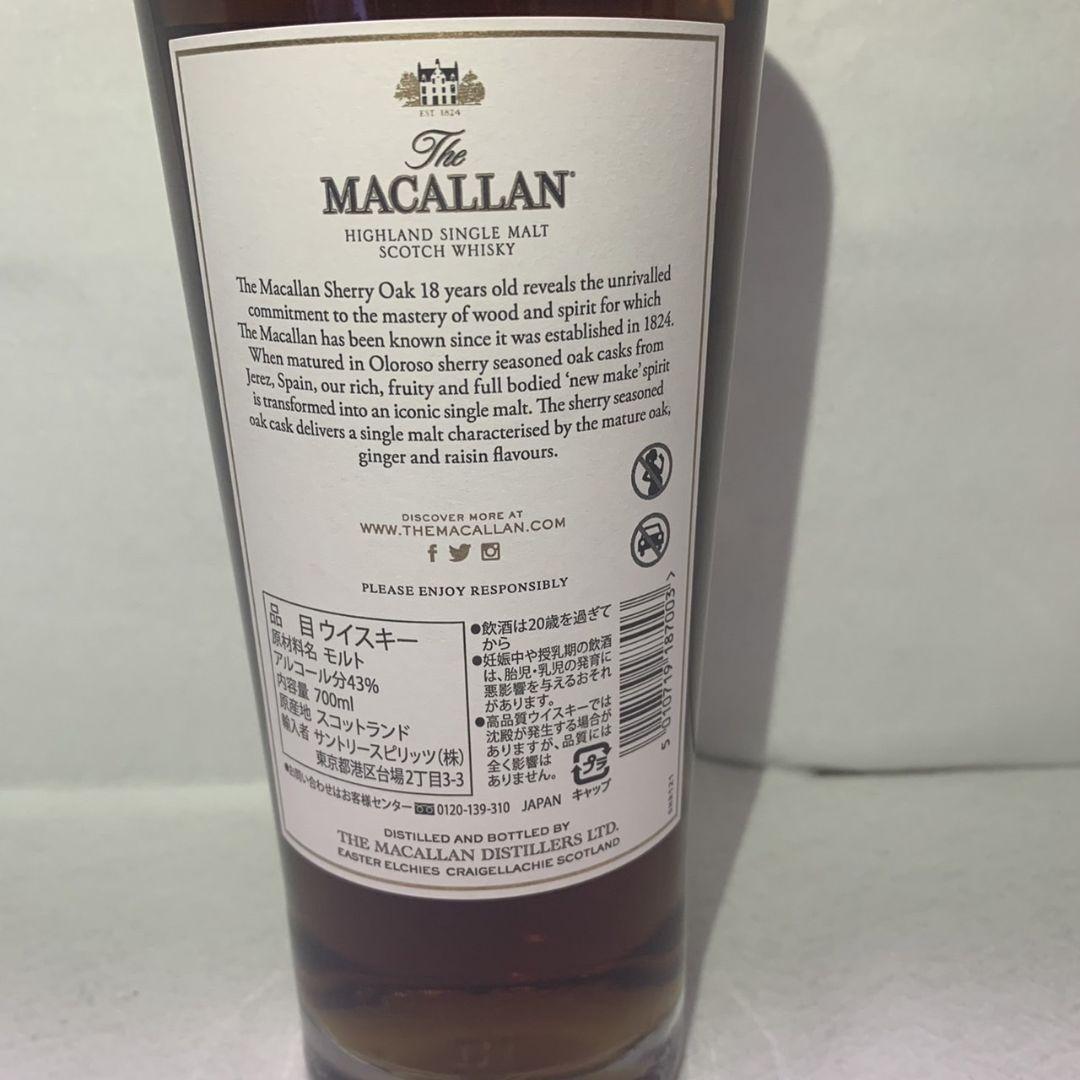 EST 1824
The
MACALLAN
HIGHLAND SINGLE MALT
SCOTCH WHISKY
The Macallan Sherry Oak 18 years old reveals the unrivalled
commitment to the mastery of wood and spirit for which
The Macallan has been known since it was established in 1824.
When matured in Oloroso sherry seasoned oak casks from
Jerez, Spain, our rich, fruity and full bodied ‘new make’ spirit
is transformed into an iconic single malt. The sherry seasoned
oak cask delivers a single malt characterised by the mature oak,
ginger and raisin flavours.
DISCOVER MORE AT
WWW.THEMACALLAN.COM
PLEASE ENJOY RESPONSIBLY
品 目 ウイスキー
原材料名 モルト
アルコール分43%
内容量 700ml
原産地 スコットランド
輸入者 サントリースピリッツ(株)
東京都港区台場2丁目3-3
●飲酒は20歳を過ぎて
から
●妊娠中や授乳期の飲酒
は、胎児・乳児の発育に
悪影響を与えるおそれ
があります。
●高品質ウイスキーでは
沈殿が発生する場合が
ありますが、品質には
全く影響は
ありません。
プラ
キャップ
5 010719 187003 >
●お問い合わせはお客様センター 0120-139-310 JAPAN
DISTILLED AND BOTTLED BY
THE MACALLAN DISTILLERS LTD.
EASTER ELCHIES CRAIGELLACHIE SCOTLAND